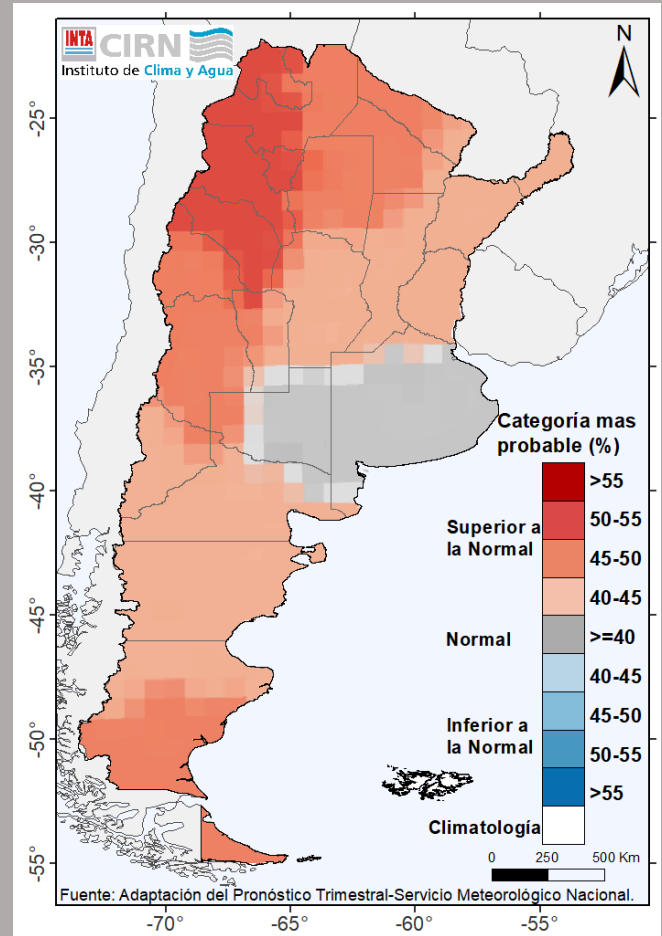 INTA CIRN
Instituto de Clima y Agua
N
-25°
-30°
-35°
-40°
-45°
-50°
-55°
Categoría mas
probable (%)
>55
50-55
Superior a
la Normal
45-50
40-45
Normal
>=40
40-45
45-50
Inferior a
la Normal
50-55
>55
Climatología
0 250 500 Km
Fuente: Adaptación del Pronóstico Trimestral-Servicio Meteorológico Nacional.
-70° -65° -60° -55°